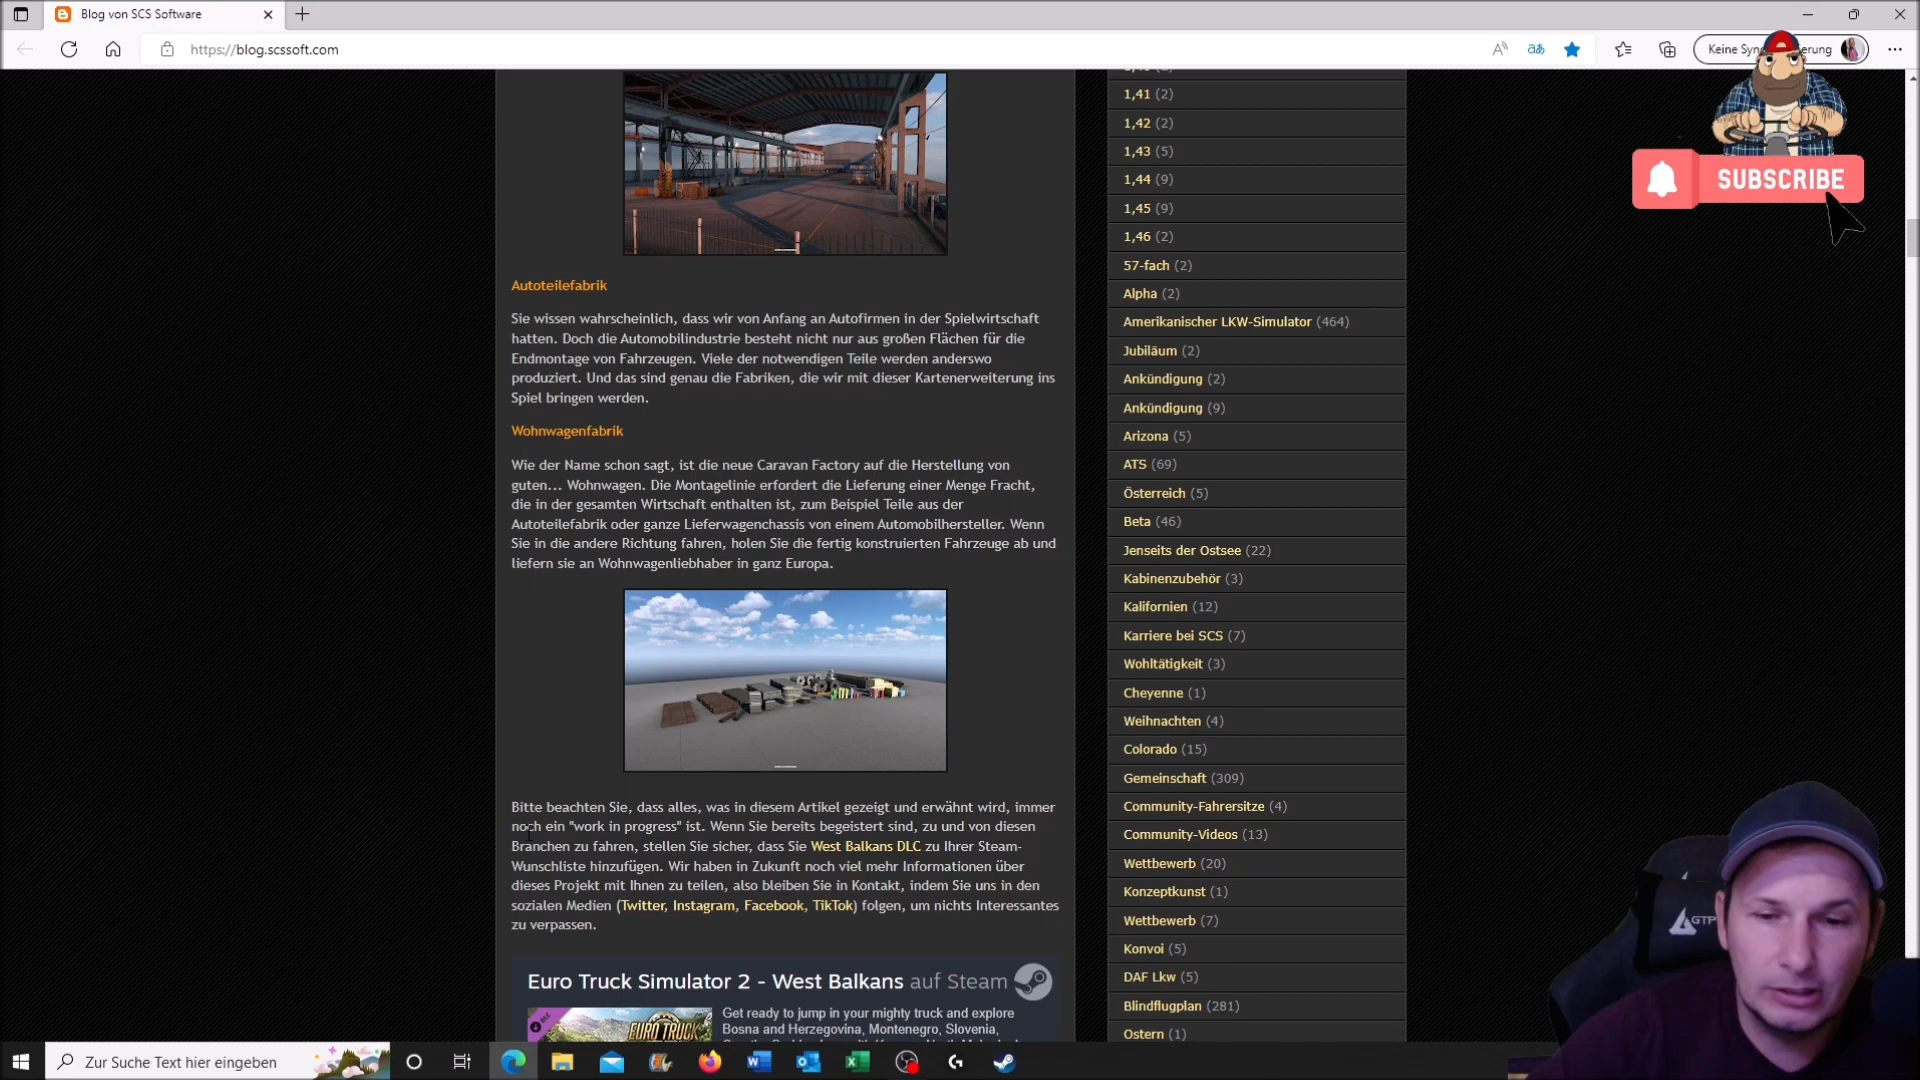 Blog von SCS Software
https://blog.scssoft.com
SUBSCRIBE
Autoteilefabrik
Sie wissen wahrscheinlich, dass wir von Anfang an Autofirmen in der Spielwirtschaft
hatten. Doch die Automobilindustrie besteht nicht nur aus großen Flächen für die
Endmontage von Fahrzeugen. Viele der notwendigen Teile werden anderswo
produziert. Und das sind genau die Fabriken, die wir mit dieser Kartenerweiterung ins
Spiel bringen werden.
Wohnwagenfabrik
Wie der Name schon sagt, ist die neue Caravan Factory auf die Herstellung von
guten... Wohnwagen. Die Montagelinie erfordert die Lieferung einer Menge Fracht,
die in der gesamten Wirtschaft enthalten ist, zum Beispiel Teile aus der
Autoteilefabrik oder ganze Lieferwagenchassis von einem Automobilhersteller. Wenn
Sie in die andere Richtung fahren, holen Sie die fertig konstruierten Fahrzeuge ab und
liefern sie an Wohnwagenliebhaber in ganz Europa.
Bitte beachten Sie, dass alles, was in diesem Artikel gezeigt und erwähnt wird, immer
noch ein "work in progress" ist. Wenn Sie bereits begeistert sind, zu und von diesen
Branchen zu fahren, stellen Sie sicher, dass Sie West Balkans DLC zu Ihrer Steam-
Wunschliste hinzufügen. Wir haben in Zukunft noch viel mehr Informationen über
dieses Projekt mit Ihnen zu teilen, also bleiben Sie in Kontakt, indem Sie uns in den
sozialen Medien (Twitter, Instagram, Facebook, TikTok) folgen, um nichts Interessantes
zu verpassen.
Euro Truck Simulator 2 - West Balkans auf Steam
Get ready to jump in your mighty truck and explore
Bosna and Herzegovina, Montenegro, Slovenia,
DLC
EURO TRUCK
1,41 (2)
1,42 (2)
1,43 (5)
1,44 (9)
1,45 (9)
1,46 (2)
57-fach (2)
Alpha (2)
Amerikanischer LKW-Simulator (464)
Jubiläum (2)
Ankündigung (2)
Ankündigung (9)
Arizona (5)
ATS (69)
Österreich (5)
Beta (46)
Jenseits der Ostsee (22)
Kabinenzubehör (3)
Kalifornien (12)
Karriere bei SCS (7)
Wohltätigkeit (3)
Cheyenne (1)
Weihnachten (4)
Colorado (15)
Gemeinschaft (309)
Community-Fahrersitze (4)
Community-Videos (13)
Wettbewerb (20)
Konzeptkunst (1)
Wettbewerb (7)
Konvoi (5)
DAF Lkw (5)
Blindflugplan (281)
Ostern (1)
GTP
Zur Suche Text hier eingeben